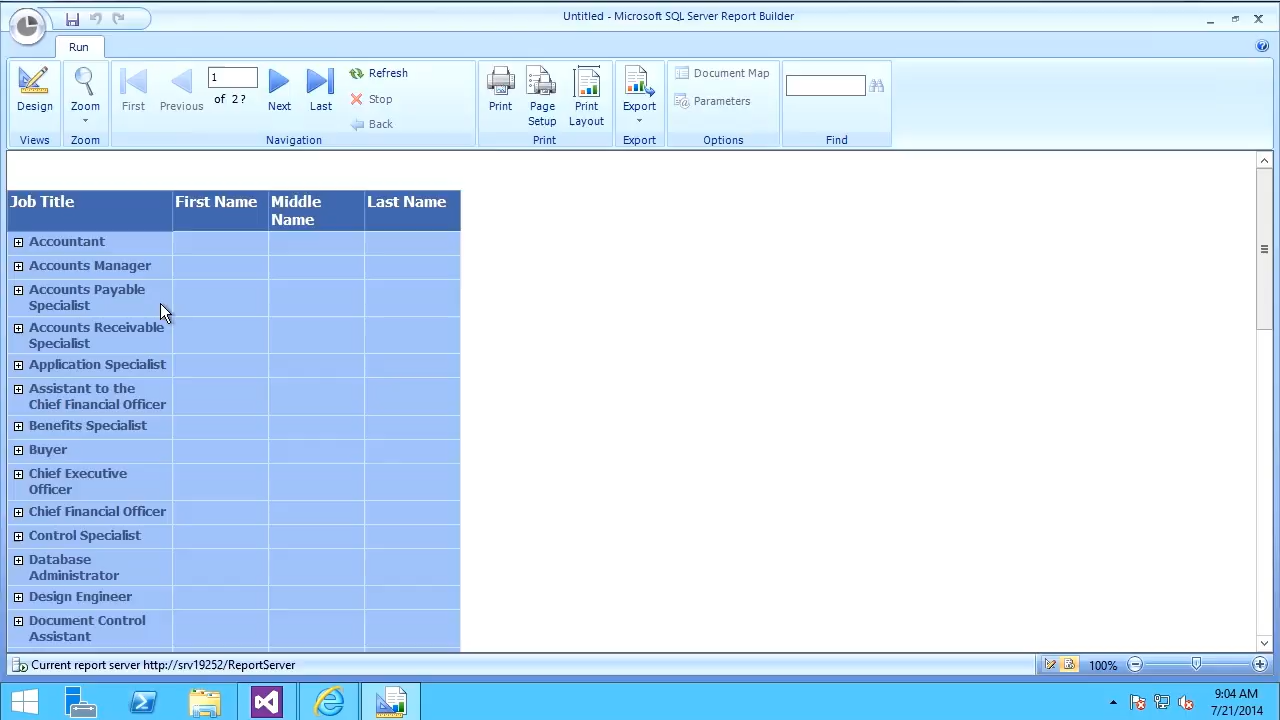 Untitled - Microsoft SQL Server Report Builder
Run
Design
Zoom
First
Previous
1
of 2?
Next
Last
Refresh
Stop
Back
Print
Page
Setup
Print
Layout
Export
Document Map
Parameters
Views
Zoom
Navigation
Print
Export
Options
Find
Job Title First Name Middle Name Last Name
Accountant
Accounts Manager
Accounts Payable
Specialist
Accounts Receivable
Specialist
Application Specialist
Assistant to the
Chief Financial Officer
Benefits Specialist
Buyer
Chief Executive
Officer
Chief Financial Officer
Control Specialist
Database
Administrator
Design Engineer
Document Control
Assistant
Current report server http://srv19252/ReportServer
100%
9:04 AM
7/21/2014